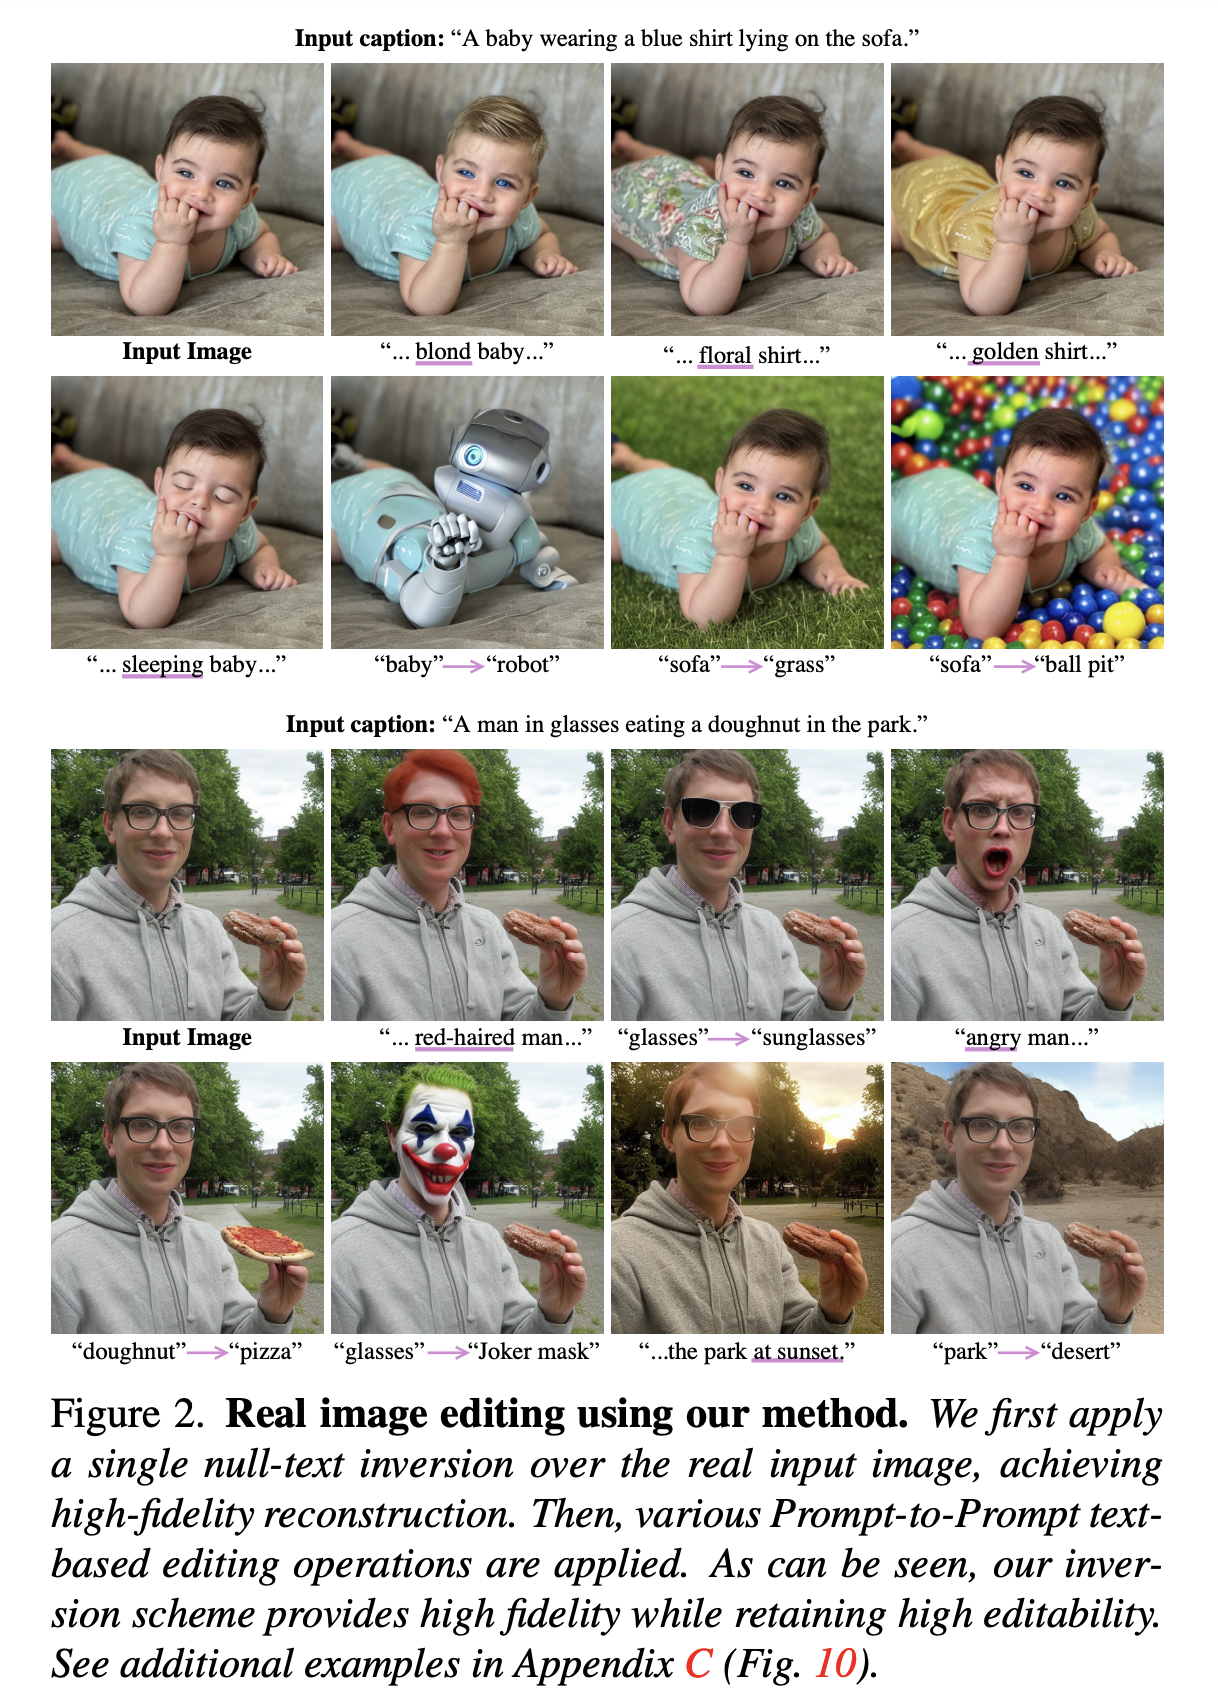 Input caption: “A baby wearing a blue shirt lying on the sofa.”
Input Image “... blond baby...” “... floral shirt...” “... golden shirt...”
“... sleeping baby...” “baby”→“robot” “sofa”→“grass” “sofa”→“ball pit”
Input caption: “A man in glasses eating a doughnut in the park.”
Input Image “... red-haired man...” “glasses”→“sunglasses” “angry man...”
“doughnut”→“pizza” “glasses”→“Joker mask” “...the park at sunset.” “park”→“desert”
Figure 2. Real image editing using our method. We first apply
a single null-text inversion over the real input image, achieving
high-fidelity reconstruction. Then, various Prompt-to-Prompt text-
based editing operations are applied. As can be seen, our inver-
sion scheme provides high fidelity while retaining high editability.
See additional examples in Appendix C (Fig. 10).